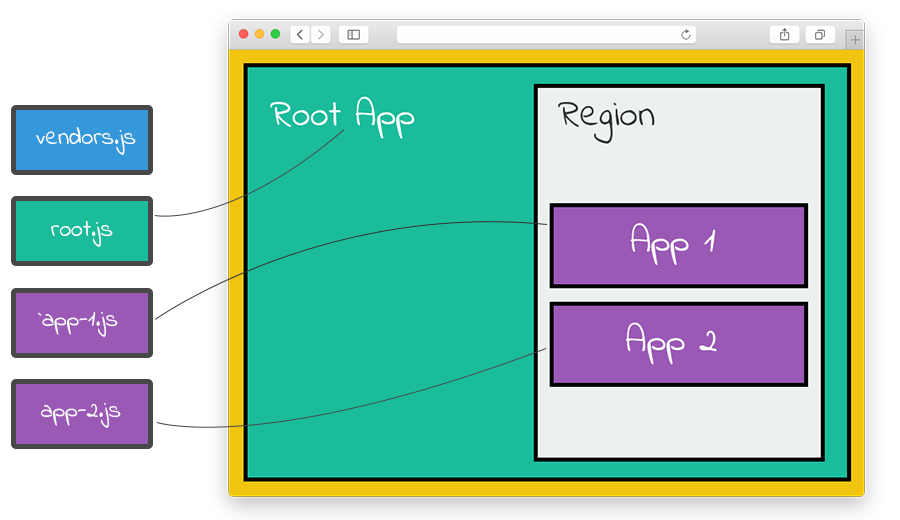 vendors.js
root.js
`app-1.js
app-2.js
Root App
Region
App 1
App 2